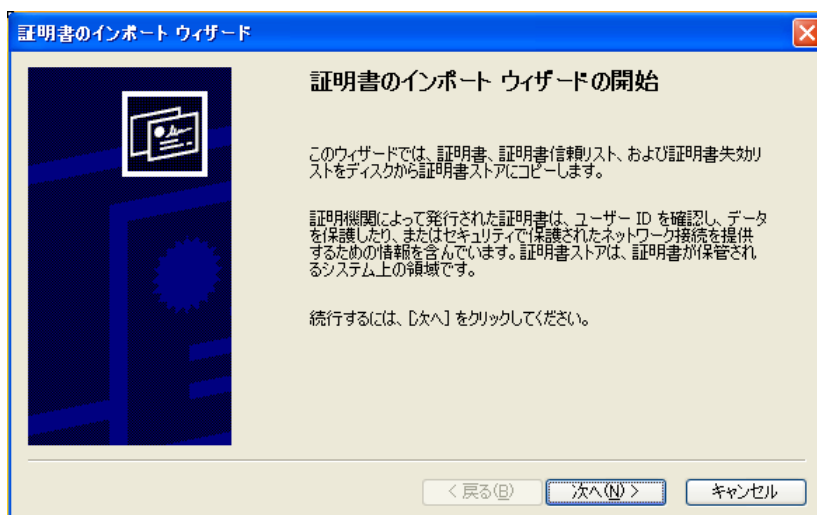 証明書のインポート ウィザード
証明書のインポート ウィザードの開始
このウィザードでは、証明書、証明書信頼リスト、および証明書失効リ
ストをディスクから証明書ストアにコピーします。
証明機関によって発行された証明書は、ユーザー ID を確認し、データ
を保護したり、またはセキュリティで保護されたネットワーク接続を提供
するための情報を含んでいます。証明書ストアは、証明書が保管され
るシステム上の領域です。
続行するには、[次へ] をクリックしてください。
< 戻る(B)
次へ(N) >
キャンセル